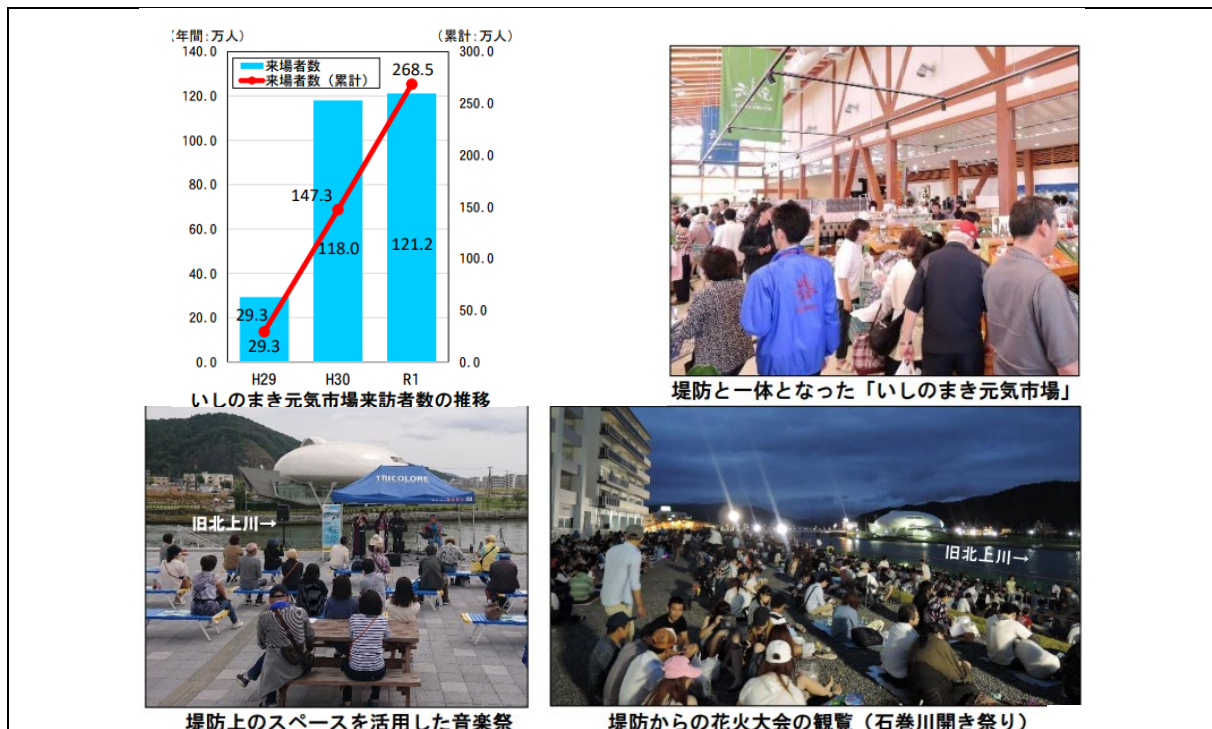 (年間:万人)
(累計:万人)
140.0
120.0
100.0
80.0
60.0
40.0
20.0
0.0
300.0
250.0
200.0
150.0
100.0
50.0
0.0
来場者数
来場者数(累計)
268.5
147.3
118.0
121.2
29.3
29.3
H29 H30 R1
いしのまき元気市場来訪者数の推移
堤防と一体となった「いしのまき元気市場」
TRICOLORE
旧北上川→
堤防上のスペースを活用した音楽祭
旧北上川→
堤防からの花火大会の観覧(石巻川開き祭り)